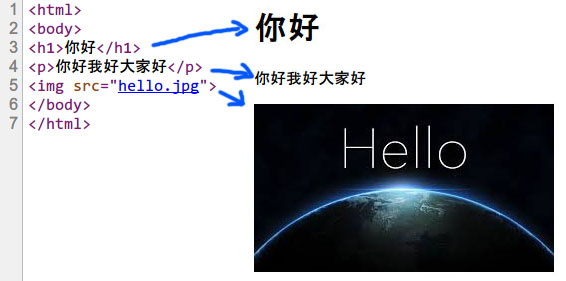 1 <html>
2 <body>
3 <h1>你好</h1>
4 <p>你好我好大家好</p>
5 <img src="hello.jpg">
6 </body>
7 </html>
你好
你好我好大家好
Hello